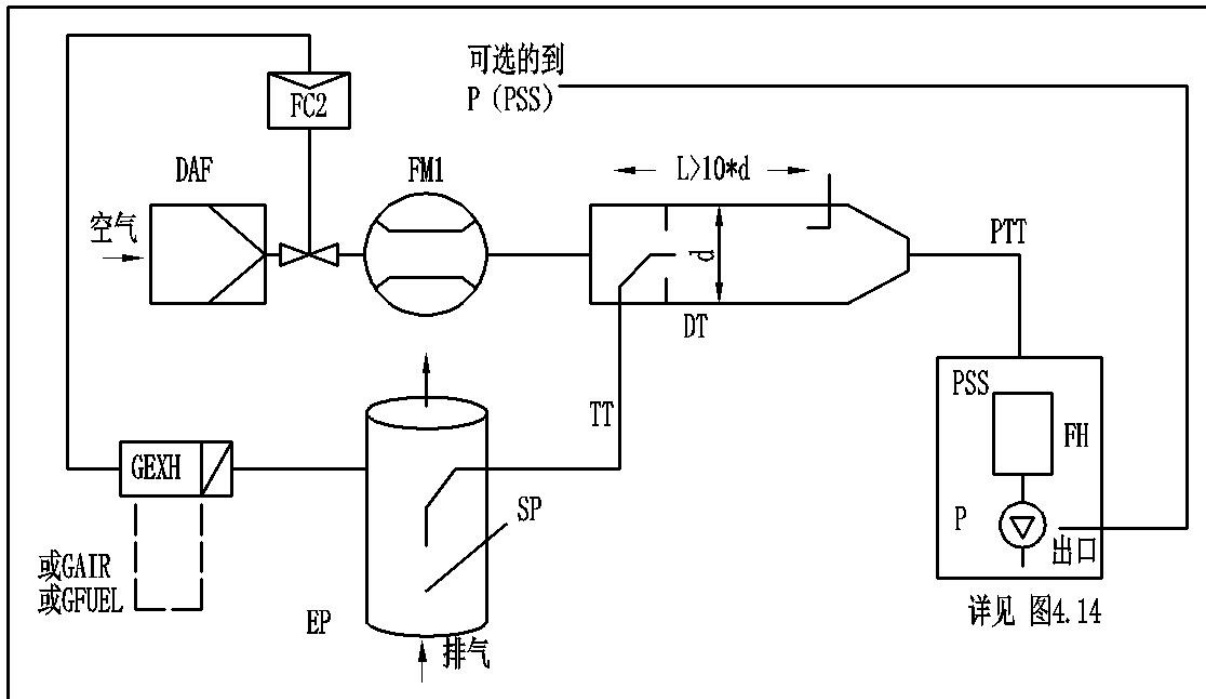 可选的到
P (PSS)
FC2
DAF
FM1
L>10*d
空气
d
PTT
DT
PSS
TT
FH
GEXH
SP
P
出口
或GAIR
或GFUEL
EP
排气
详见 图4.14